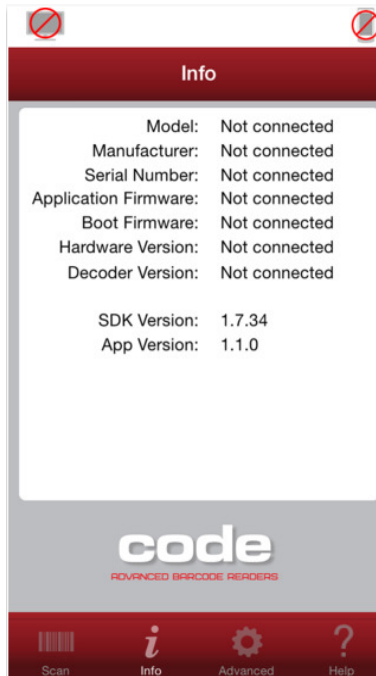 Info
Model: Not connected
Manufacturer: Not connected
Serial Number: Not connected
Application Firmware: Not connected
Boot Firmware: Not connected
Hardware Version: Not connected
Decoder Version: Not connected
SDK Version: 1.7.34
App Version: 1.1.0
code
ADVANCED BARCODE READERS
Scan Info Advanced Help